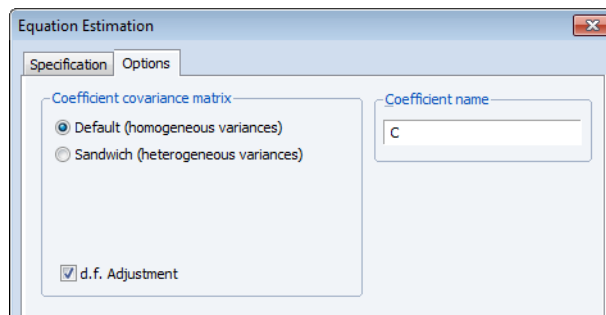 Equation Estimation
Specification
Options
Coefficient covariance matrix
Default (homogeneous variances)
Sandwich (heterogeneous variances)
d.f. Adjustment
Coefficient name
C